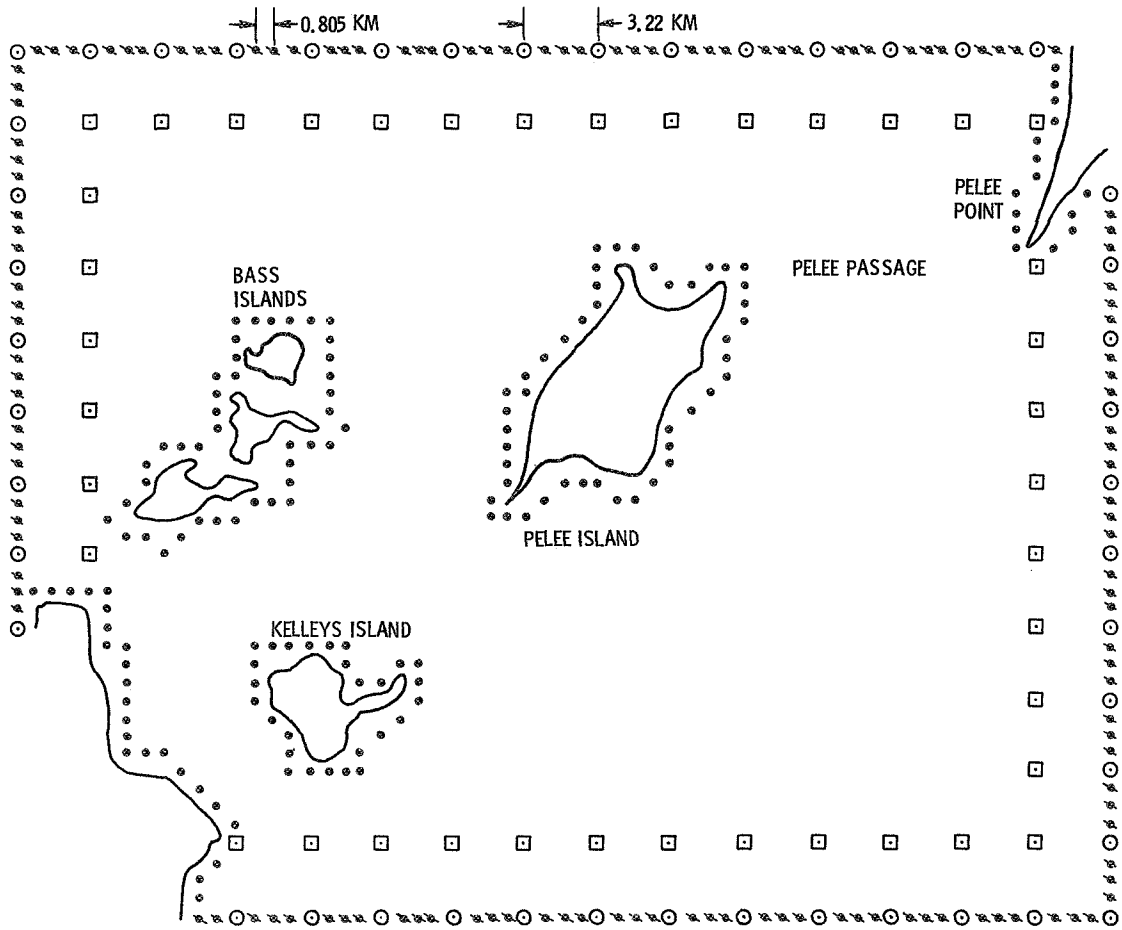 0.805 KM
3.22 KM
PELEE
POINT
PELEE PASSAGE
BASS
ISLANDS
PELEE ISLAND
KELLEYS ISLAND